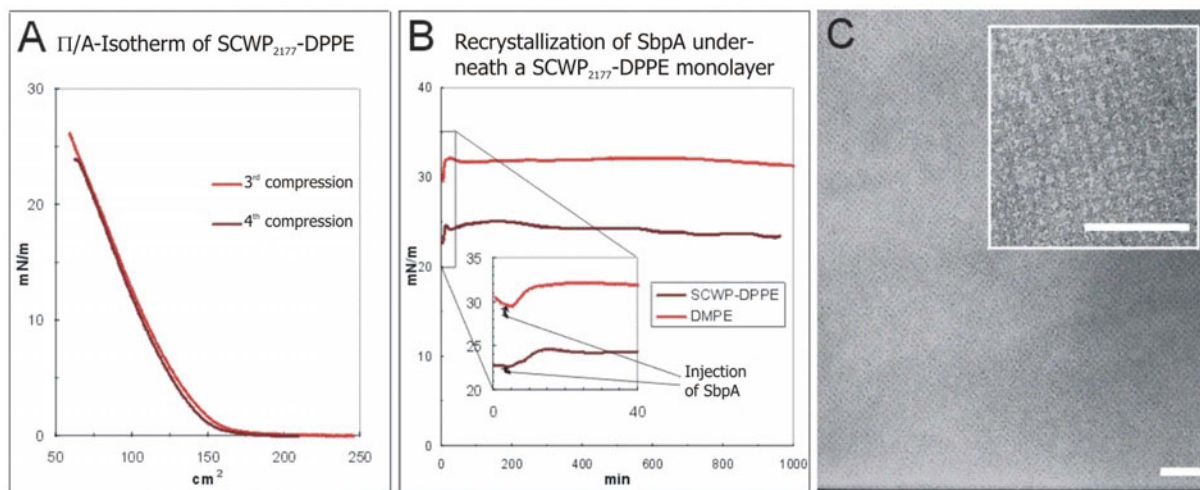 A
Π/A-Isotherm of SCWP2177-DPPE
30
20
10
0
mN/m
50
100
150
200
250
cm2
3rd compression
4th compression
B
Recrystallization of SbpA under-
neath a SCWP2177-DPPE monolayer
40
30
20
10
0
mN/m
0
200
400
600
800
1000
min
35
30
25
20
0
40
SCWP-DPPE
DMPE
Injection
of SbpA
C